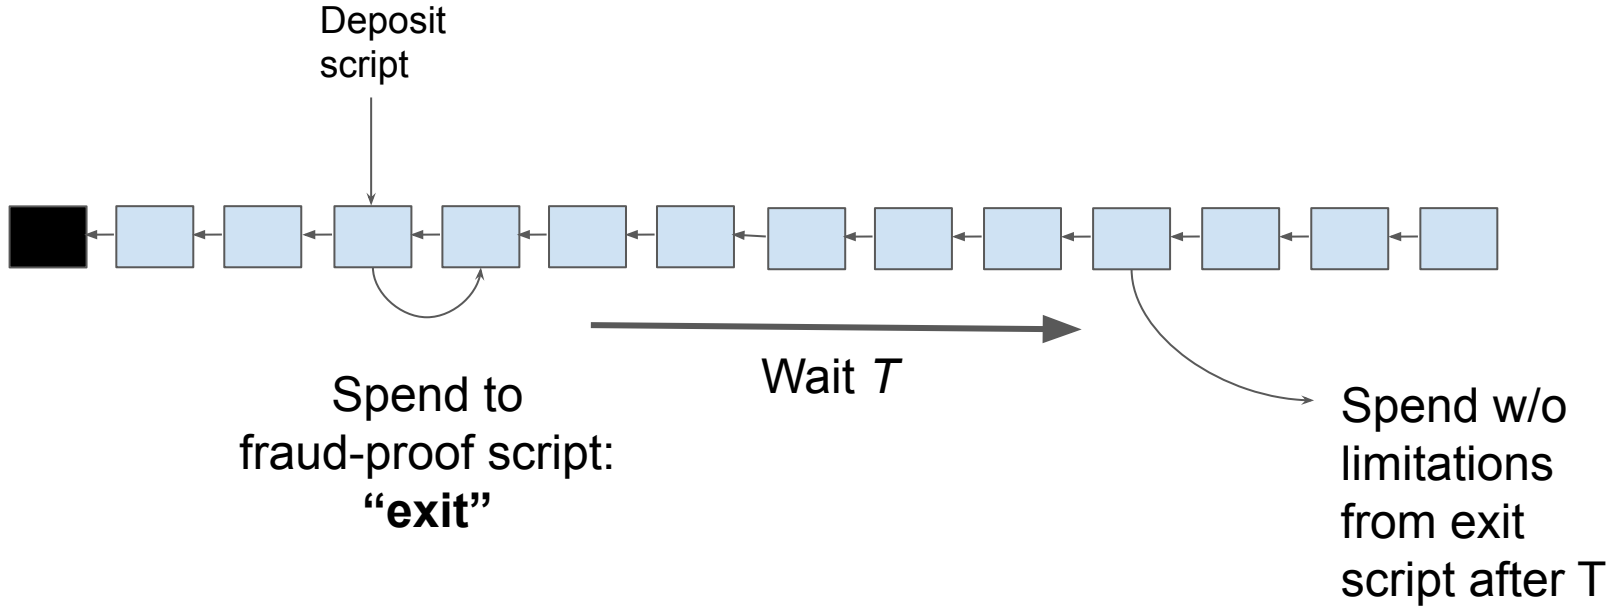 Deposit
script
Spend to
fraud-proof script:
“exit”
Wait T
Spend w/o
limitations
from exit
script after T